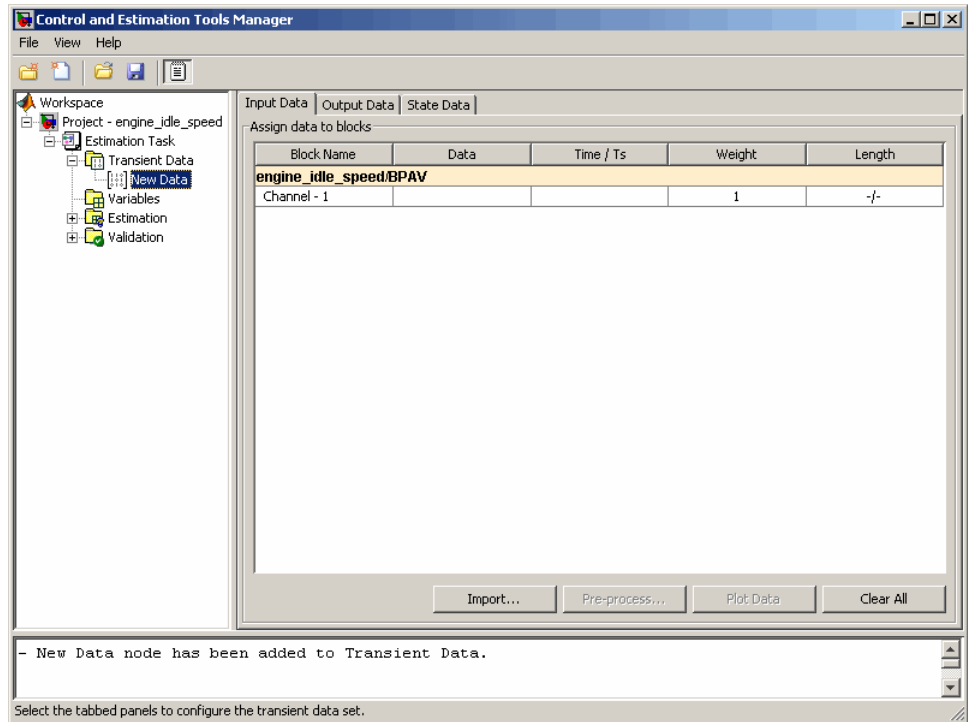 Control and Estimation Tools Manager
File View Help
Workspace
Project - engine_idle_speed
Estimation Task
Transient Data
New Data
Variables
Estimation
Validation
Input Data Output Data State Data
Assign data to blocks
Block Name Data Time / Ts Weight Length
engine_idle_speed/BPAV
Channel - 1 1 -/-
Import... Pre-process... Plot Data Clear All
- New Data node has been added to Transient Data.
Select the tabbed panels to configure the transient data set.